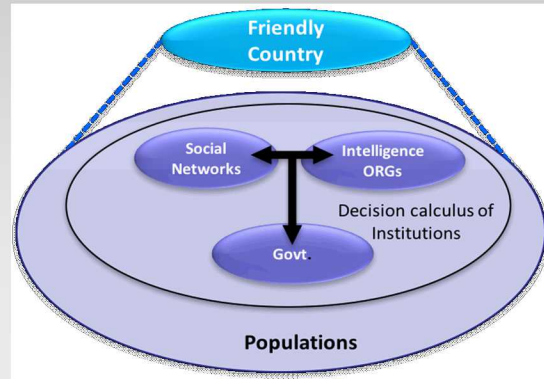 Friendly
Country
Social
Networks
Intelligence
ORGs
Decision calculus of
Institutions
Govt.
Populations